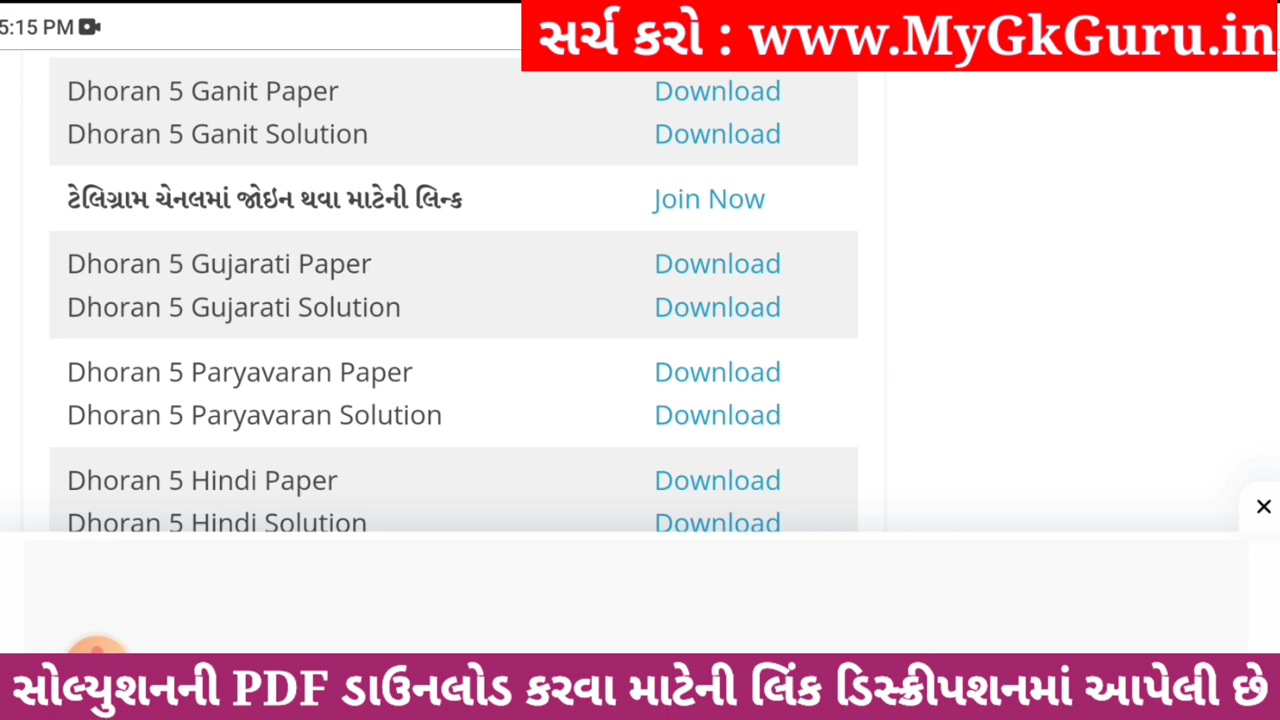 5:15 PM
સર્ચ કરો : www.MyGkGuru.in
Dhoran 5 Ganit Paper Download
Dhoran 5 Ganit Solution Download
ટેલિગ્રામ ચેનલમાં જોઇન થવા માટેની લિન્ક Join Now
Dhoran 5 Gujarati Paper Download
Dhoran 5 Gujarati Solution Download
Dhoran 5 Paryavaran Paper Download
Dhoran 5 Paryavaran Solution Download
Dhoran 5 Hindi Paper Download
Dhoran 5 Hindi Solution Download
સોલ્યુશનની PDF ડાઉનલોડ કરવા માટેની લિંક ડિસ્ક્રીપશનમાં આપેલી છે